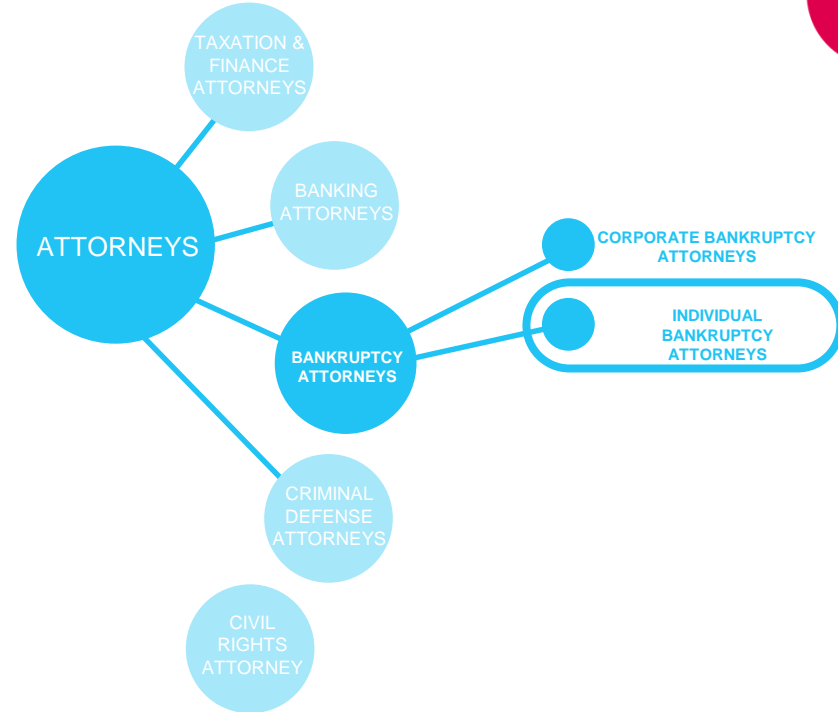 TAXATION &
FINANCE
ATTORNEYS
BANKING
ATTORNEYS
ATTORNEYS
CORPORATE BANKRUPTCY
ATTORNEYS
INDIVIDUAL
BANKRUPTCY
ATTORNEYS
BANKRUPTCY
ATTORNEYS
CRIMINAL
DEFENSE
ATTORNEYS
CIVIL
RIGHTS
ATTORNEY